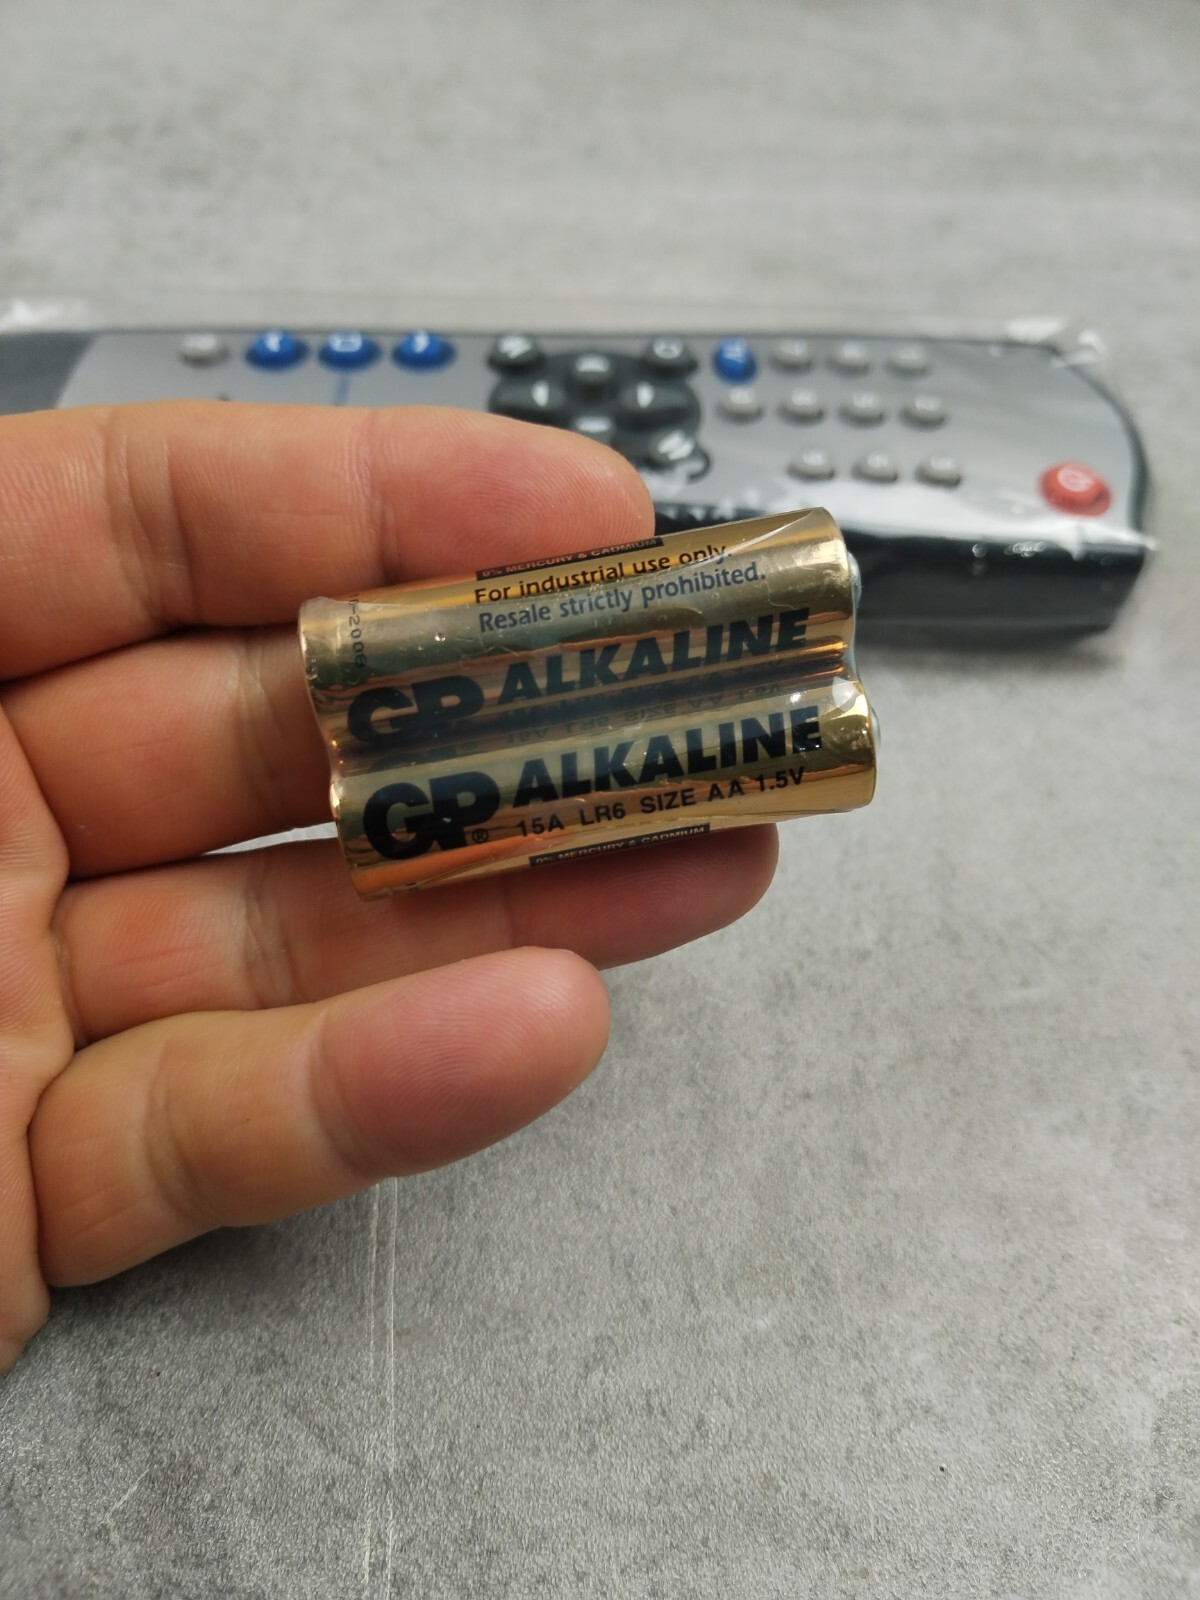 0% MERCURY & CADMIUM
For industrial use only.
Resale strictly prohibited.
GP ALKALINE
GP® ALKALINE
15A LR6 SIZE AA 1.5V
0% MERCURY & CADMIUM